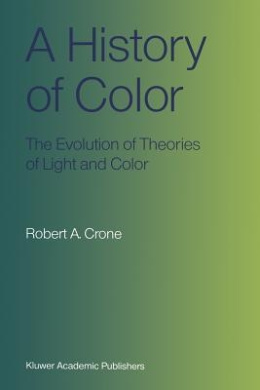 A History
of Color
The Evolution of Theories
of Light and Color
Robert A. Crone
Kluwer Academic Publishers